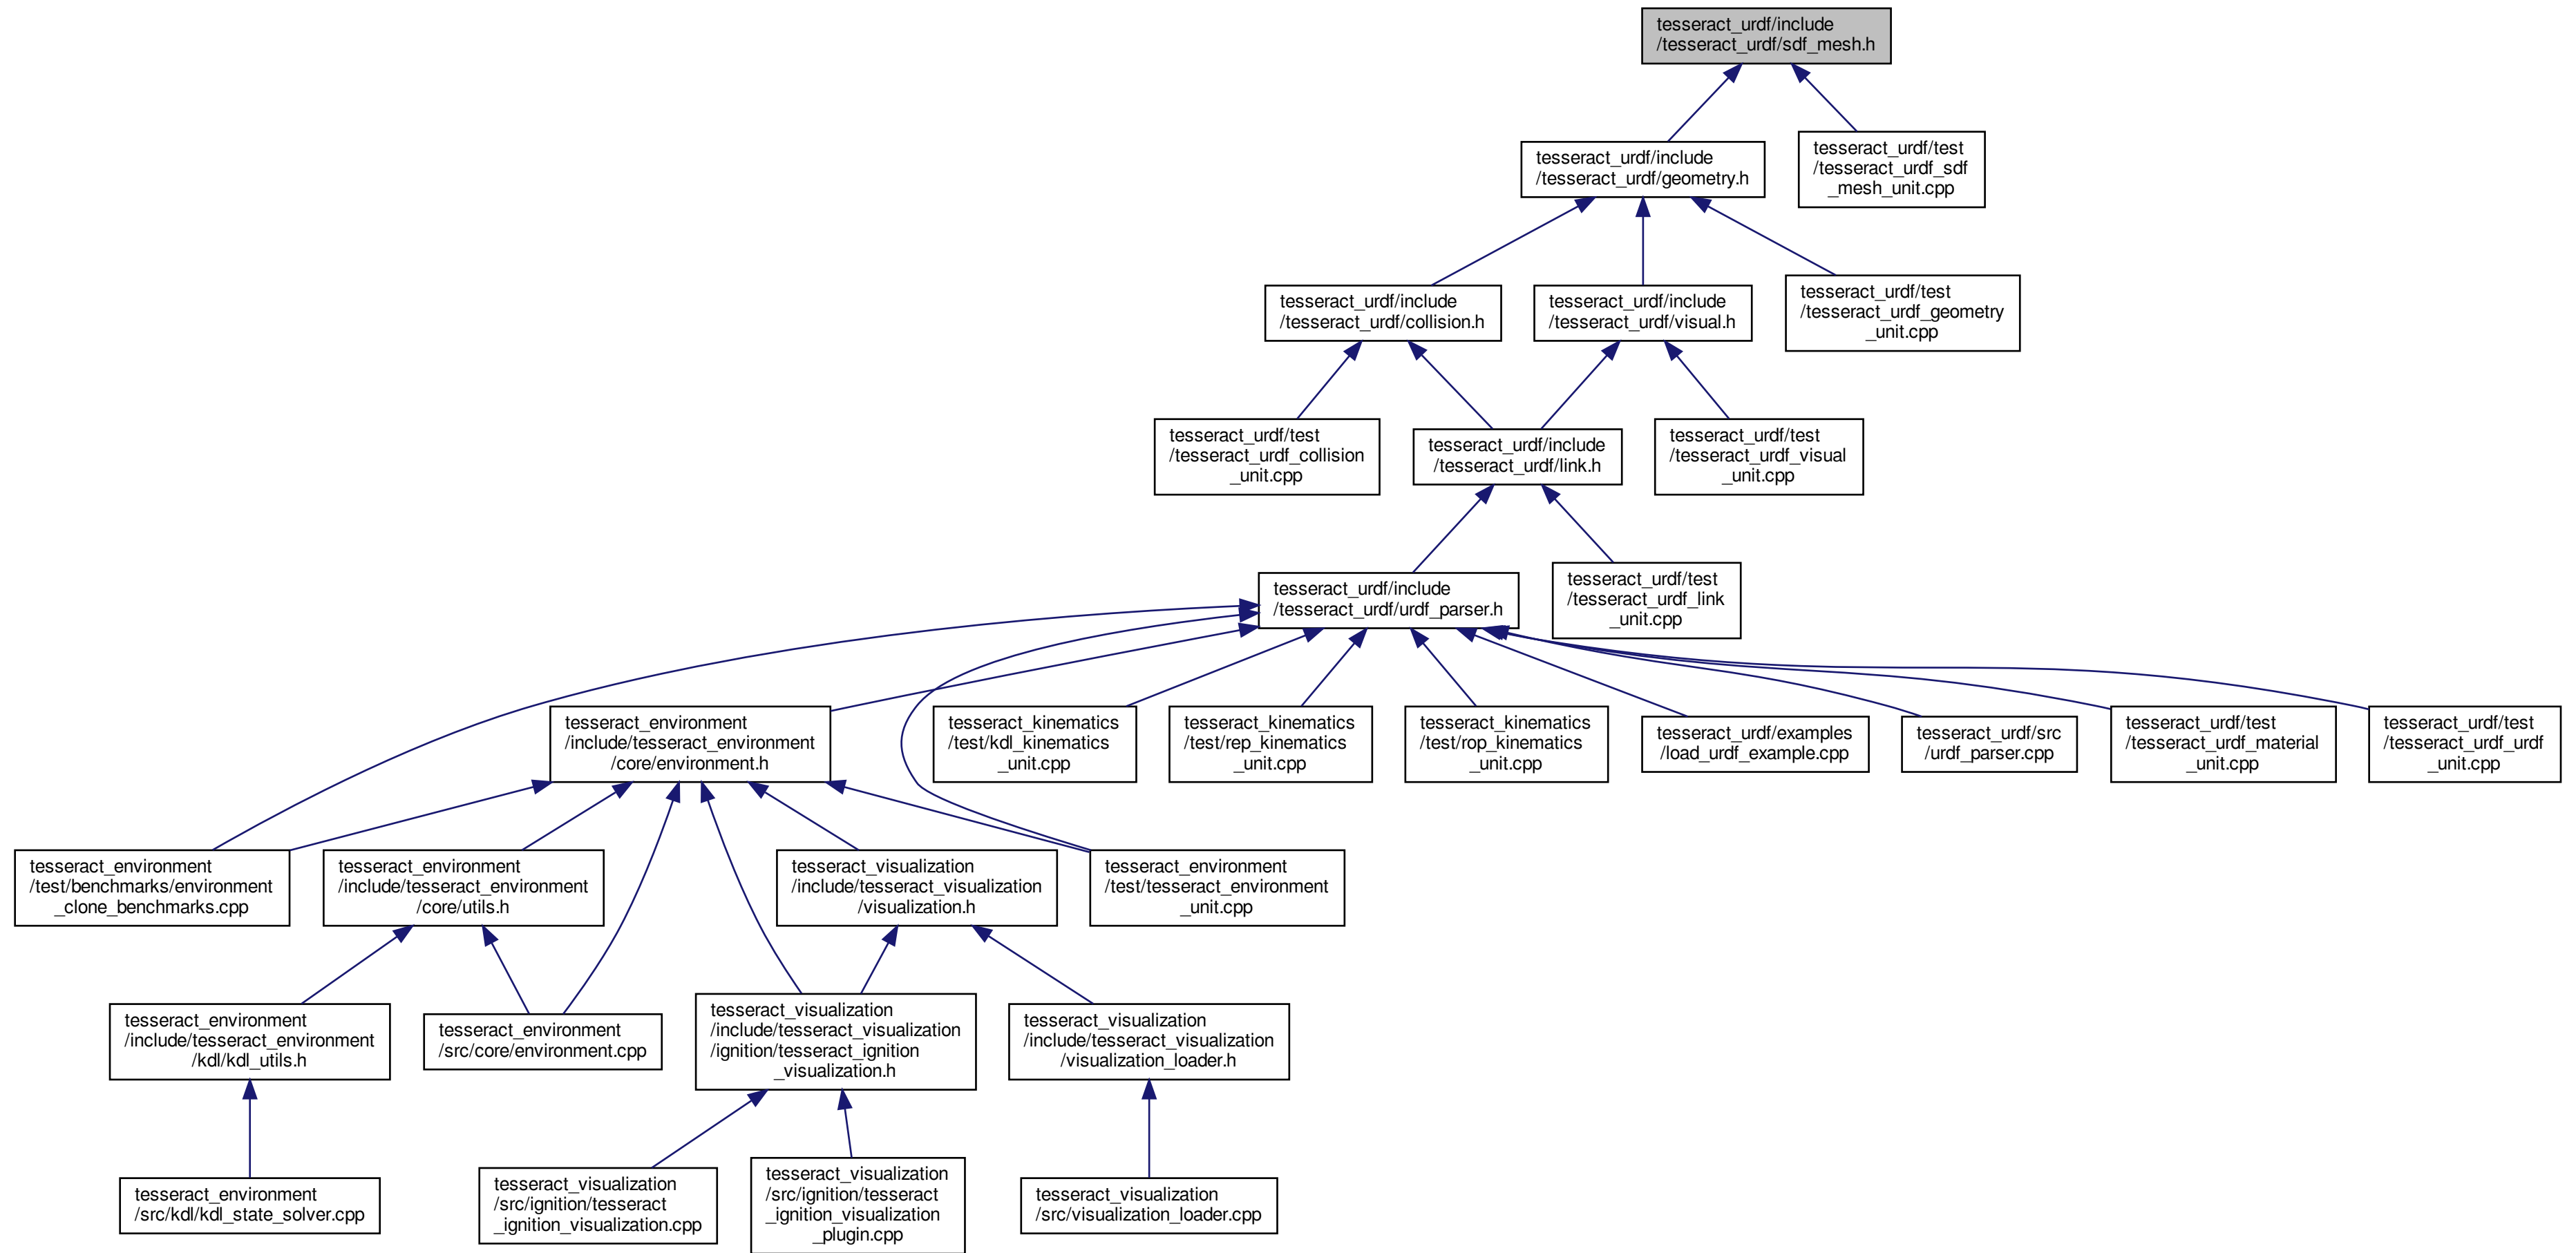 tesseract_urdf/include
/tesseract_urdf/sdf_mesh.h
tesseract_urdf/include
/tesseract_urdf/geometry.h
tesseract_urdf/test
/tesseract_urdf_sdf
_mesh_unit.cpp
tesseract_urdf/include
/tesseract_urdf/collision.h
tesseract_urdf/include
/tesseract_urdf/visual.h
tesseract_urdf/test
/tesseract_urdf_geometry
_unit.cpp
tesseract_urdf/test
/tesseract_urdf_collision
_unit.cpp
tesseract_urdf/include
/tesseract_urdf/link.h
tesseract_urdf/test
/tesseract_urdf_visual
_unit.cpp
tesseract_urdf/include
/tesseract_urdf/urdf_parser.h
tesseract_urdf/test
/tesseract_urdf_link
_unit.cpp
tesseract_environment
/include/tesseract_environment
/core/environment.h
tesseract_kinematics
/test/kdl_kinematics
_unit.cpp
tesseract_kinematics
/test/rep_kinematics
_unit.cpp
tesseract_kinematics
/test/rop_kinematics
_unit.cpp
tesseract_urdf/examples
/load_urdf_example.cpp
tesseract_urdf/src
/urdf_parser.cpp
tesseract_urdf/test
/tesseract_urdf_material
_unit.cpp
tesseract_urdf/test
/tesseract_urdf_urdf
_unit.cpp
tesseract_environment
/test/benchmarks/environment
_clone_benchmarks.cpp
tesseract_environment
/include/tesseract_environment
/core/utils.h
tesseract_visualization
/include/tesseract_visualization
/visualization.h
tesseract_environment
/test/tesseract_environment
_unit.cpp
tesseract_environment
/include/tesseract_environment
/kdl/kdl_utils.h
tesseract_environment
/src/core/environment.cpp
tesseract_visualization
/include/tesseract_visualization
/ignition/tesseract_ignition
_visualization.h
tesseract_visualization
/include/tesseract_visualization
/visualization_loader.h
tesseract_environment
/src/kdl/kdl_state_solver.cpp
tesseract_visualization
/src/ignition/tesseract
_ignition_visualization.cpp
tesseract_visualization
/src/ignition/tesseract
_ignition_visualization
_plugin.cpp
tesseract_visualization
/src/visualization_loader.cpp